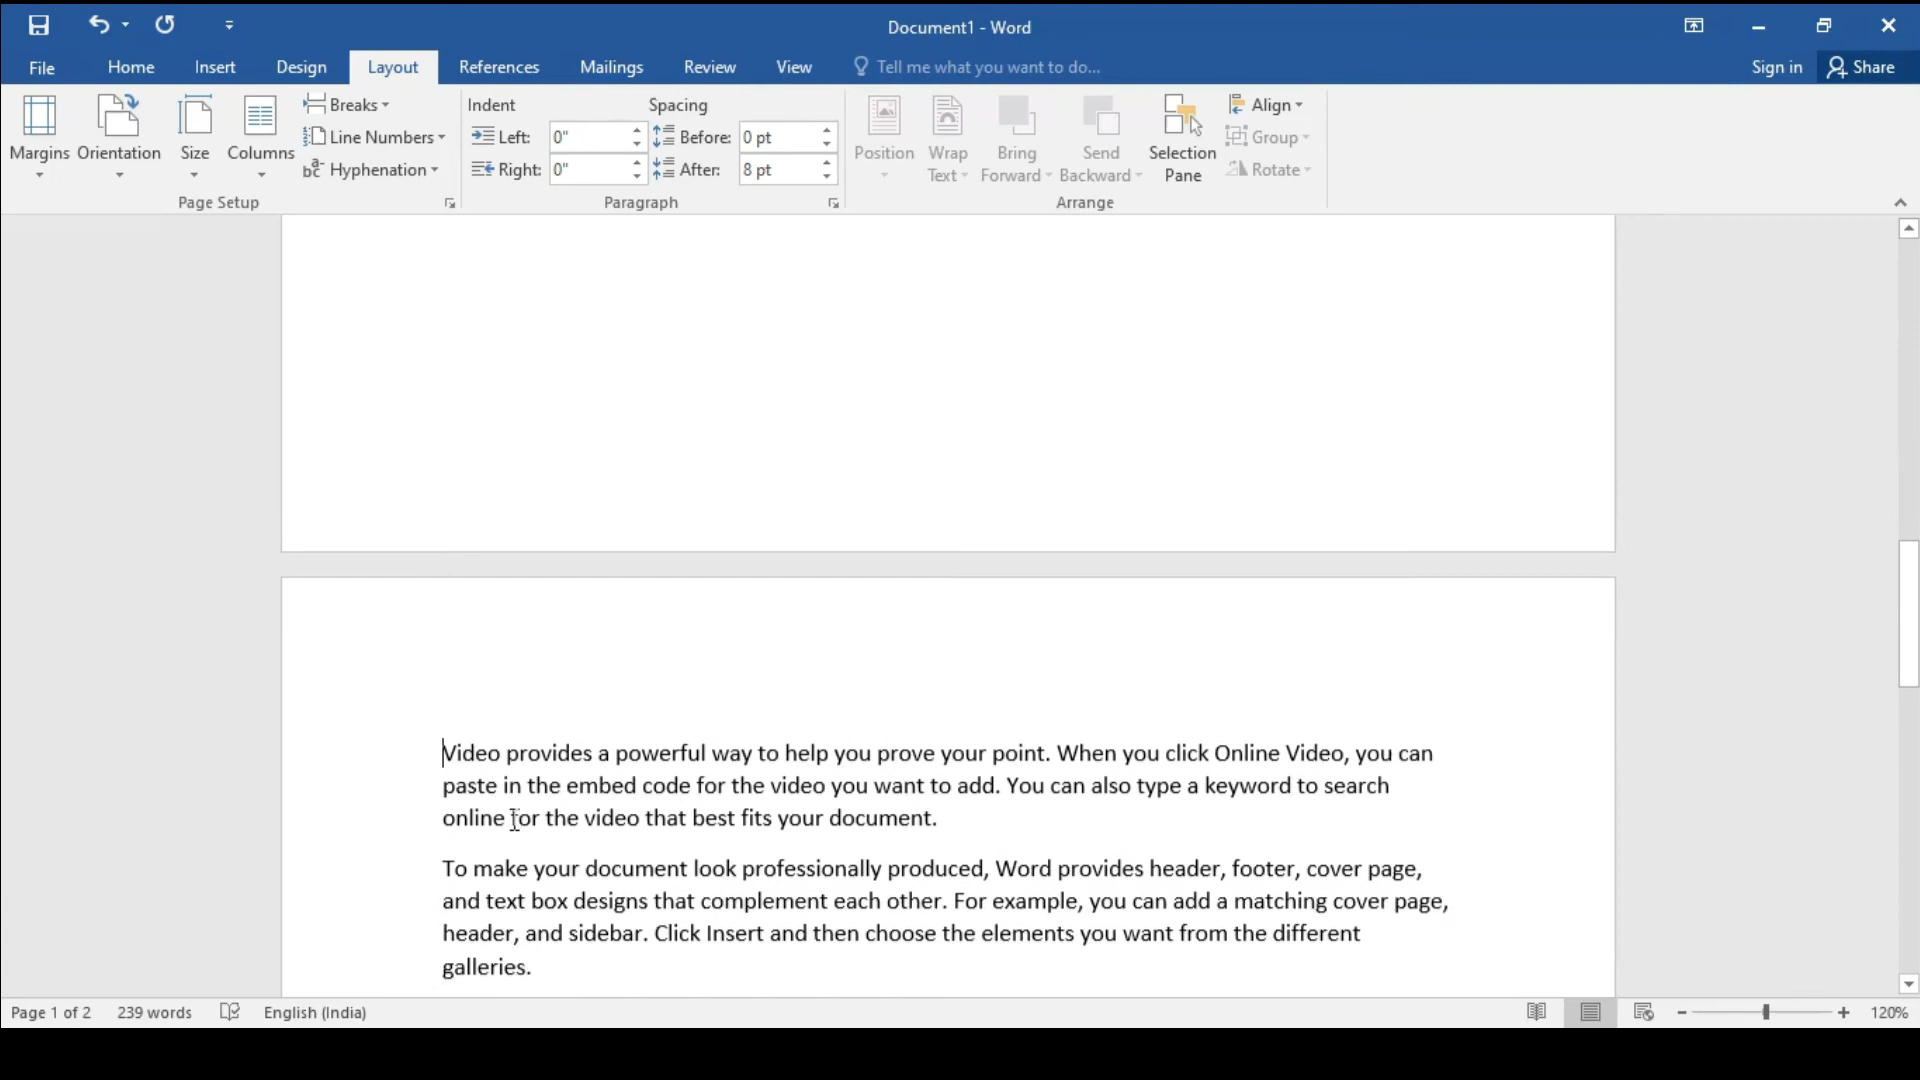 Document1 - Word
File Home Insert Design Layout References Mailings Review View Tell me what you want to do... Sign in Share
Margins Orientation Size Columns
Breaks
Line Numbers
Hyphenation
Page Setup
Indent Spacing
Left: 0" Before: 0 pt
Right: 0" After: 8 pt
Paragraph
Position Wrap Text Bring Forward Send Backward Selection Pane
Align
Group
Rotate
Arrange
Video provides a powerful way to help you prove your point. When you click Online Video, you can
paste in the embed code for the video you want to add. You can also type a keyword to search
online for the video that best fits your document.
To make your document look professionally produced, Word provides header, footer, cover page,
and text box designs that complement each other. For example, you can add a matching cover page,
header, and sidebar. Click Insert and then choose the elements you want from the different
galleries.
Page 1 of 2 239 words English (India) 120%